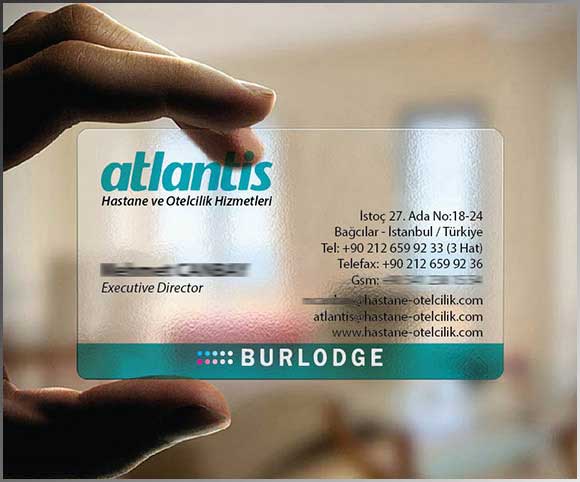 atlantis
Hastane ve Otelcilik Hizmetleri
İstoç 27. Ada No:18-24
Bağcılar - İstanbul / Türkiye
Tel: +90 212 659 92 33 (3 Hat)
Telefax: +90 212 659 92 36
Gsm:
Executive Director
@hastane-otelcilik.com
atlantis@hastane-otelcilik.com
www.hastane-otelcilik.com
BURLODGE